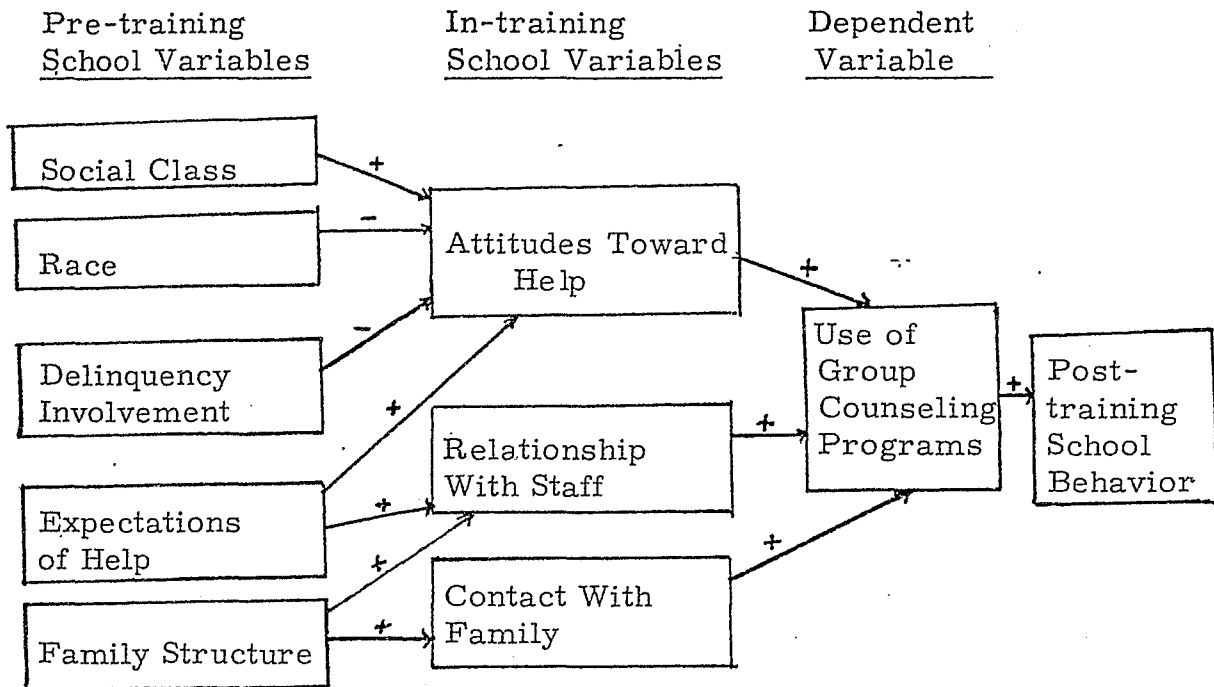 Pre-training
School Variables
In-training
School Variables
Dependent
Variable
Social Class
+
Race
-
Delinquency
Involvement
-
Expectations
of Help
+
+
Family Structure
+
+
Attitudes Toward
Help
+
Relationship
With Staff
+
Contact With
Family
+
Use of
Group
Counseling
Programs
+
Post-
training
School
Behavior